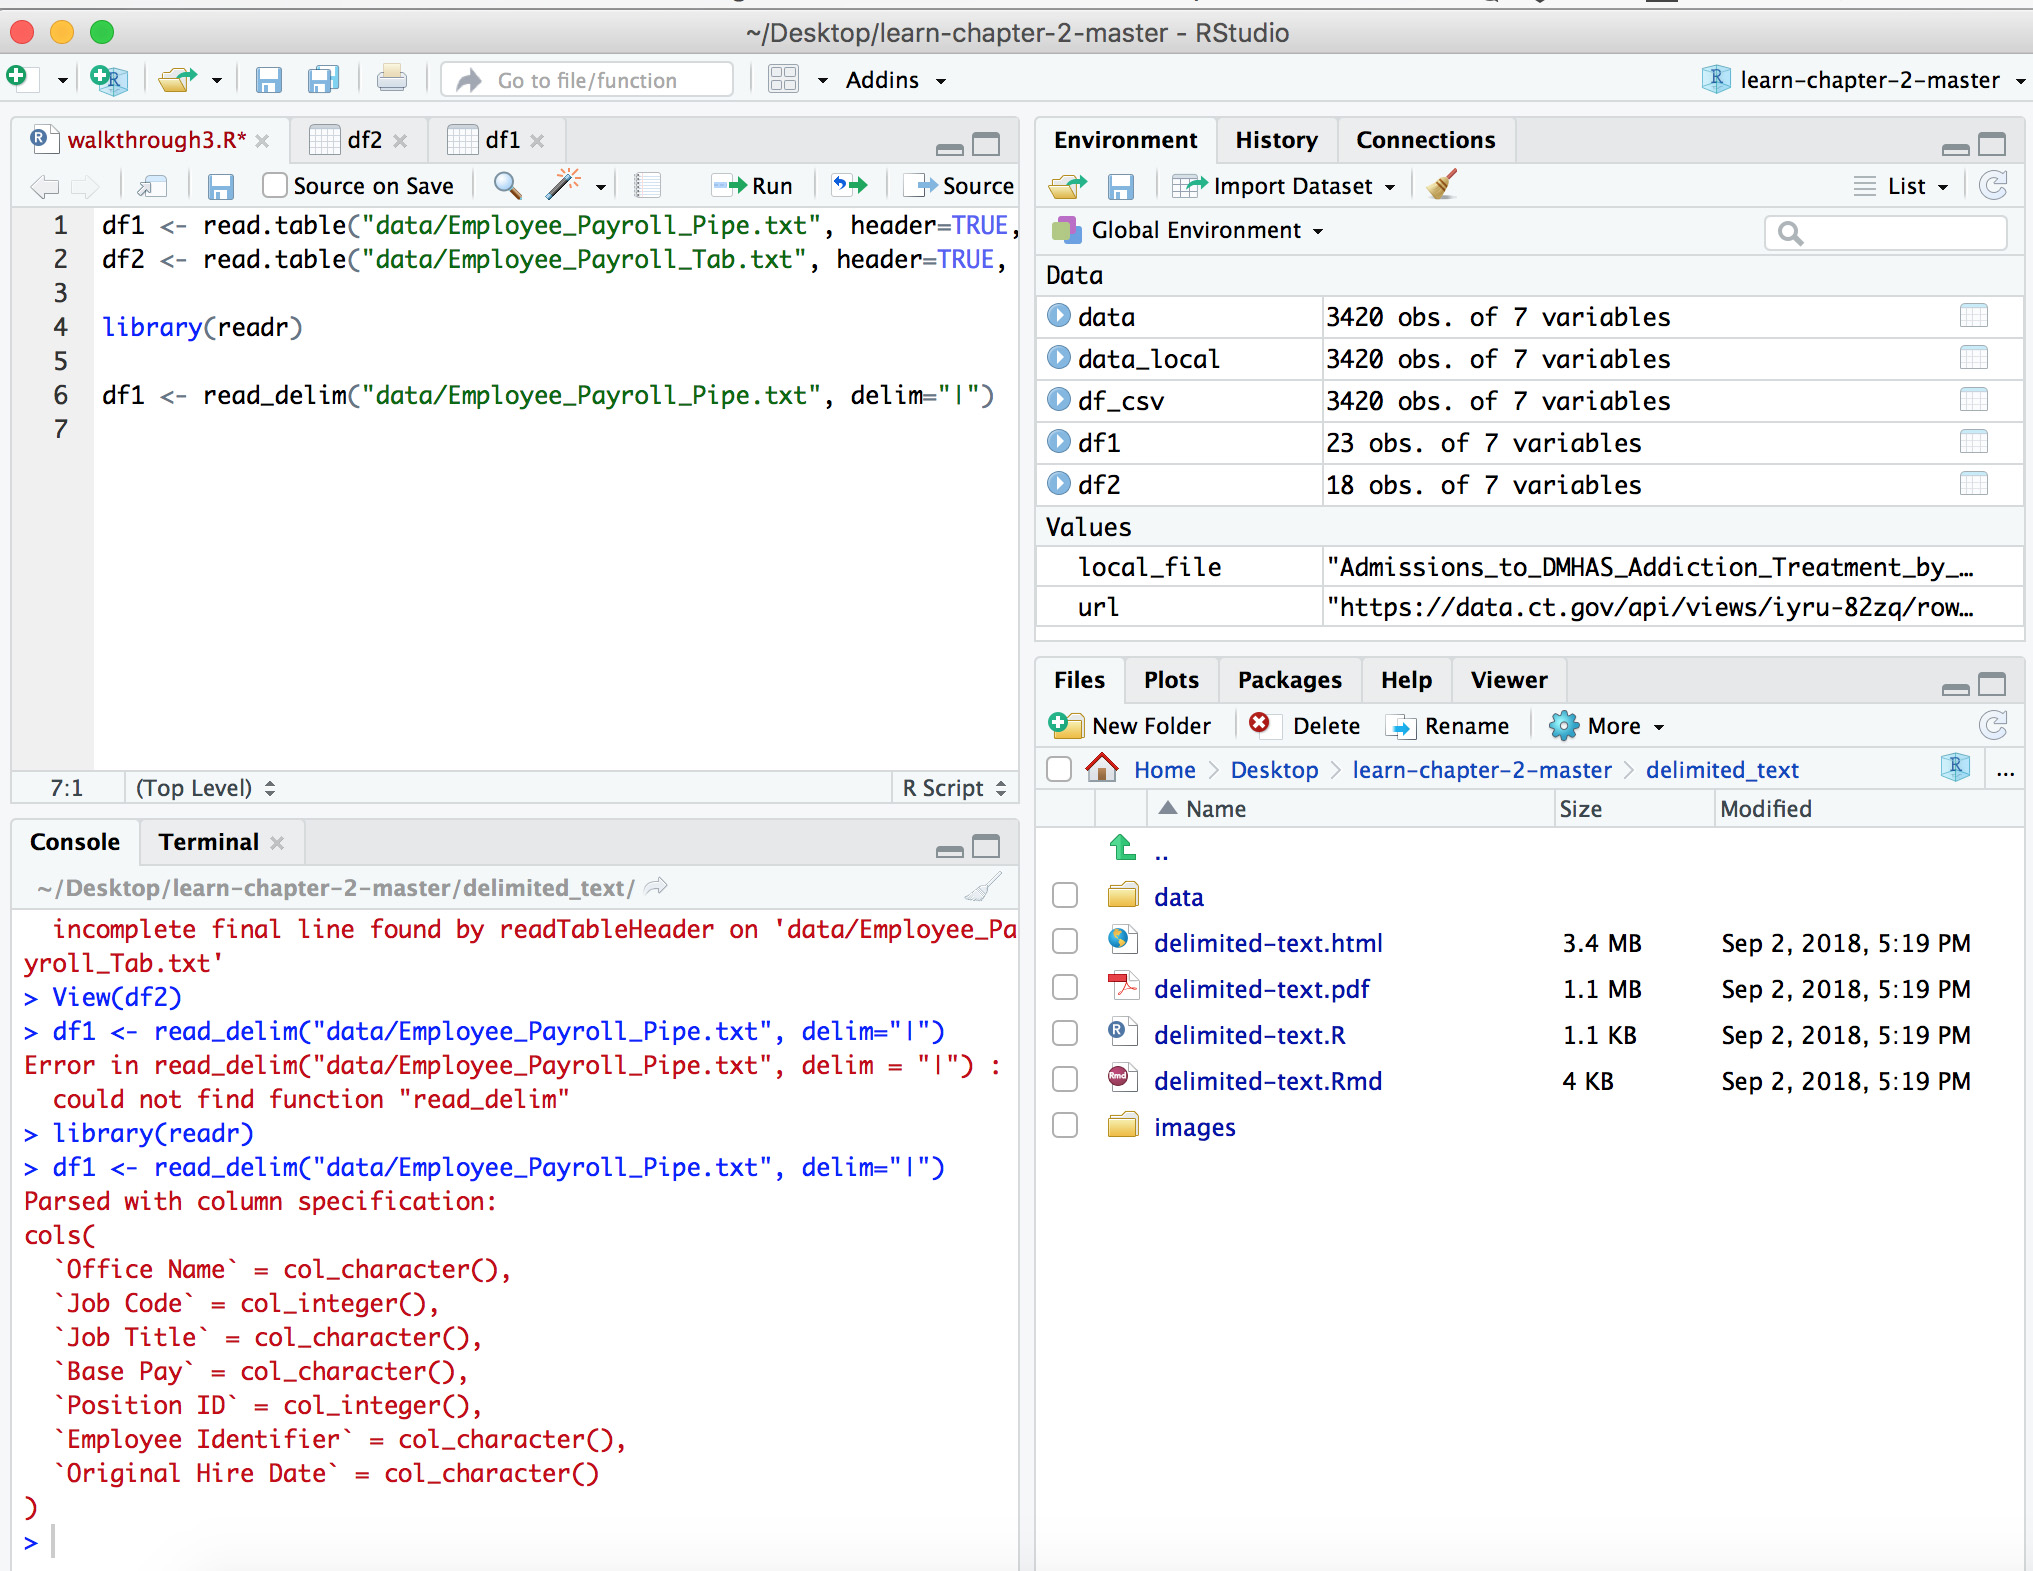 ~/Desktop/learn-chapter-2-master - RStudio
Go to file/function
Addins
learn-chapter-2-master
walkthrough3.R*
df2
df1
Source on Save
Run
Source
1 df1 <- read.table("data/Employee_Payroll_Pipe.txt", header=TRUE,
2 df2 <- read.table("data/Employee_Payroll_Tab.txt", header=TRUE,
3
4 library(readr)
5
6 df1 <- read_delim("data/Employee_Payroll_Pipe.txt", delim="|")
7
7:1 (Top Level) R Script
Console Terminal
~/Desktop/learn-chapter-2-master/delimited_text/
incomplete final line found by readTableHeader on 'data/Employee_Pa
yroll_Tab.txt'
> View(df2)
> df1 <- read_delim("data/Employee_Payroll_Pipe.txt", delim="|")
Error in read_delim("data/Employee_Payroll_Pipe.txt", delim = "|") :
could not find function "read_delim"
> library(readr)
> df1 <- read_delim("data/Employee_Payroll_Pipe.txt", delim="|")
Parsed with column specification:
cols(
`Office Name` = col_character(),
`Job Code` = col_integer(),
`Job Title` = col_character(),
`Base Pay` = col_character(),
`Position ID` = col_integer(),
`Employee Identifier` = col_character(),
`Original Hire Date` = col_character()
)
>
Environment History Connections
Import Dataset List
Global Environment
Data
data 3420 obs. of 7 variables
data_local 3420 obs. of 7 variables
df_csv 3420 obs. of 7 variables
df1 23 obs. of 7 variables
df2 18 obs. of 7 variables
Values
local_file "Admissions_to_DMHAS_Addiction_Treatment_by_…
url "https://data.ct.gov/api/views/iyru-82zq/row…
Files Plots Packages Help Viewer
New Folder Delete Rename More
Home > Desktop > learn-chapter-2-master > delimited_text ...
Name Size Modified
..
data
delimited-text.html 3.4 MB Sep 2, 2018, 5:19 PM
delimited-text.pdf 1.1 MB Sep 2, 2018, 5:19 PM
delimited-text.R 1.1 KB Sep 2, 2018, 5:19 PM
delimited-text.Rmd 4 KB Sep 2, 2018, 5:19 PM
images